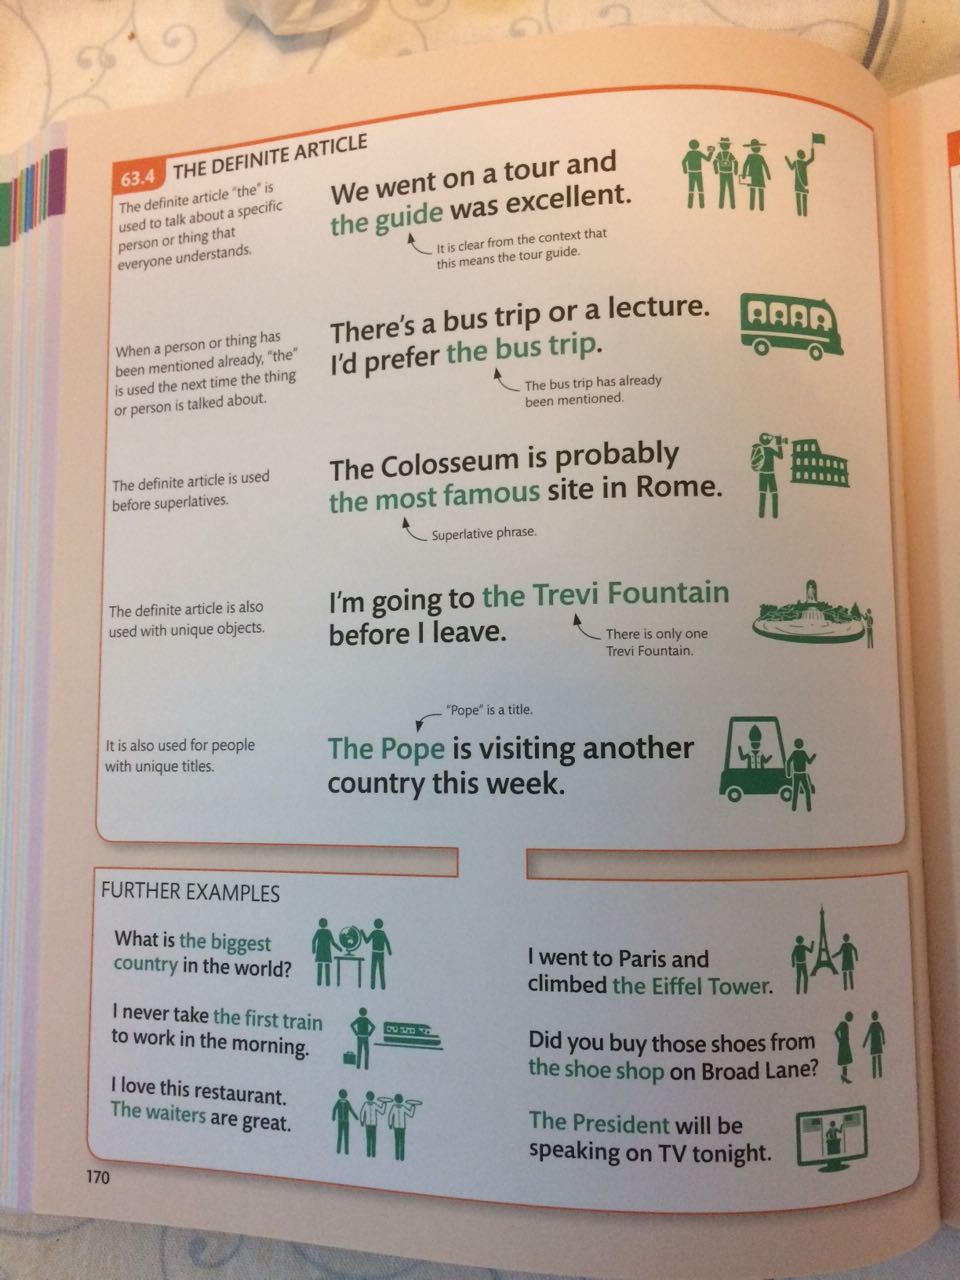 63.4 THE DEFINITE ARTICLE
The definite article "the" is
used to talk about a specific
person or thing that
everyone understands.
We went on a tour and
the guide was excellent.
It is clear from the context that
this means the tour guide.
When a person or thing has
been mentioned already, "the"
is used the next time the thing
or person is talked about.
There's a bus trip or a lecture.
I'd prefer the bus trip.
The bus trip has already
been mentioned.
The definite article is used
before superlatives.
The Colosseum is probably
the most famous site in Rome.
Superlative phrase.
The definite article is also
used with unique objects.
I'm going to the Trevi Fountain
before I leave.
There is only one
Trevi Fountain.
It is also used for people
with unique titles.
"Pope" is a title.
The Pope is visiting another
country this week.
FURTHER EXAMPLES
What is the biggest
country in the world?
I never take the first train
to work in the morning.
I love this restaurant.
The waiters are great.
I went to Paris and
climbed the Eiffel Tower.
Did you buy those shoes from
the shoe shop on Broad Lane?
The President will be
speaking on TV tonight.
170